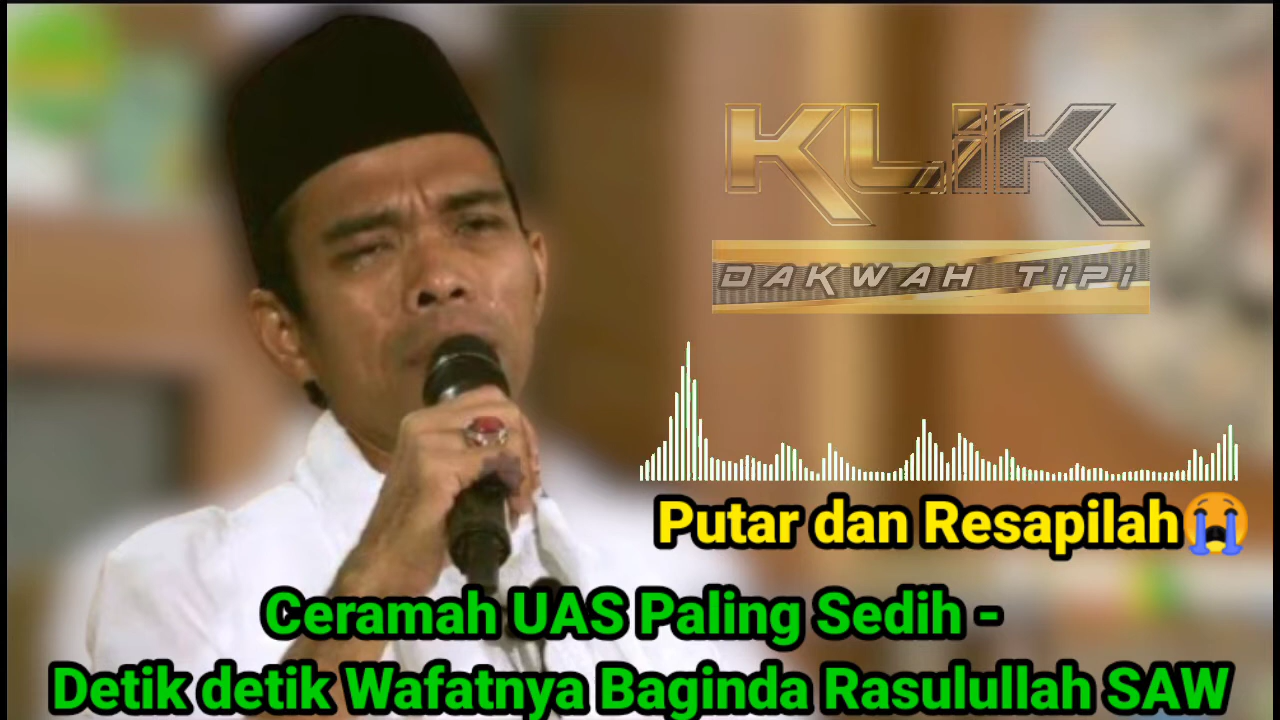 KLiK
DAKWAH TiPi
Putar dan Resapilah😭
Ceramah UAS Paling Sedih -
Detik detik Wafatnya Baginda Rasulullah SAW